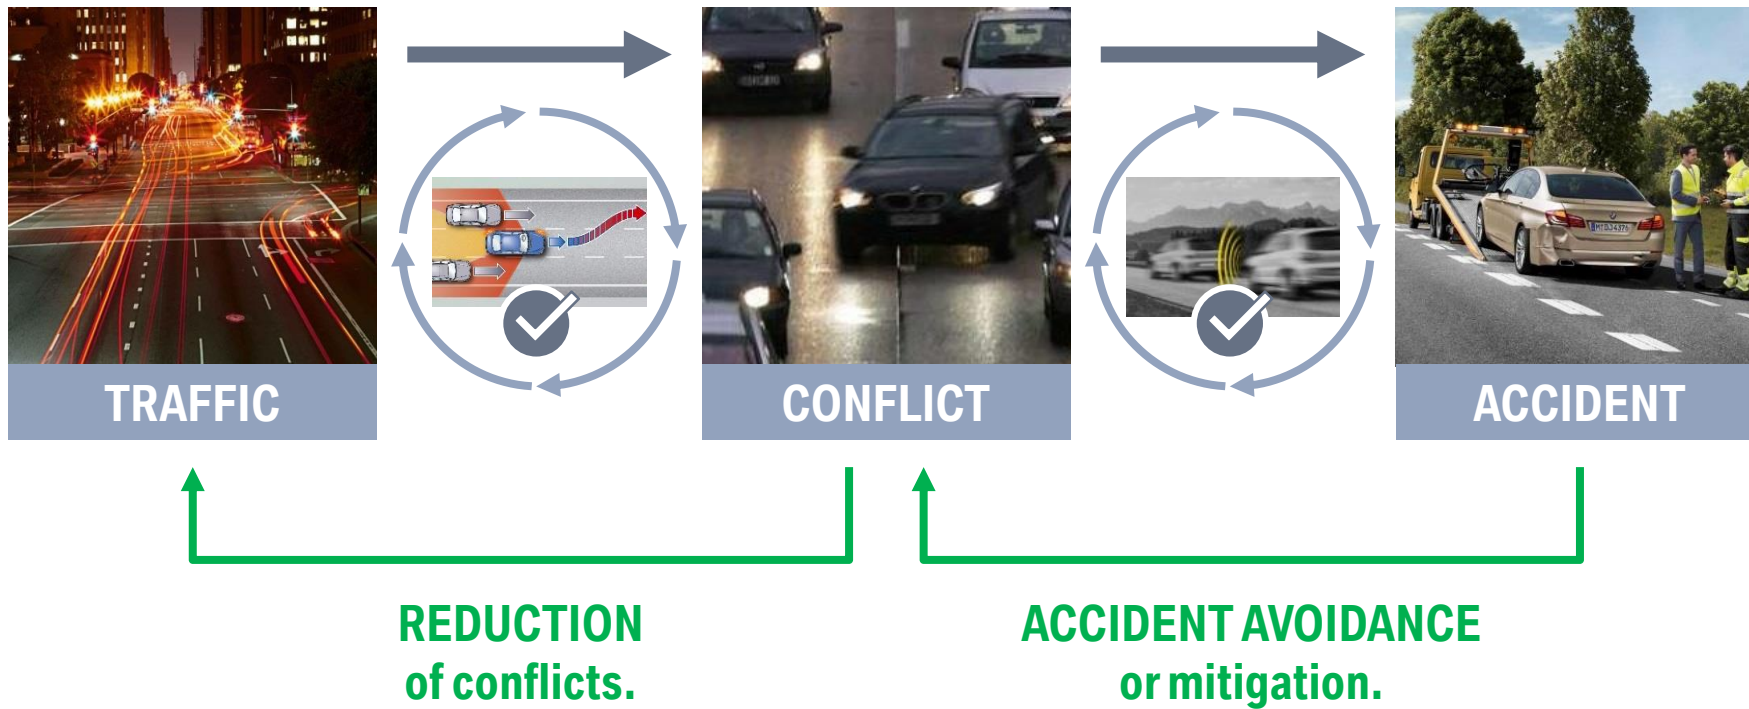 TRAFFIC
CONFLICT
ACCIDENT
REDUCTION
of conflicts.
ACCIDENT AVOIDANCE
or mitigation.